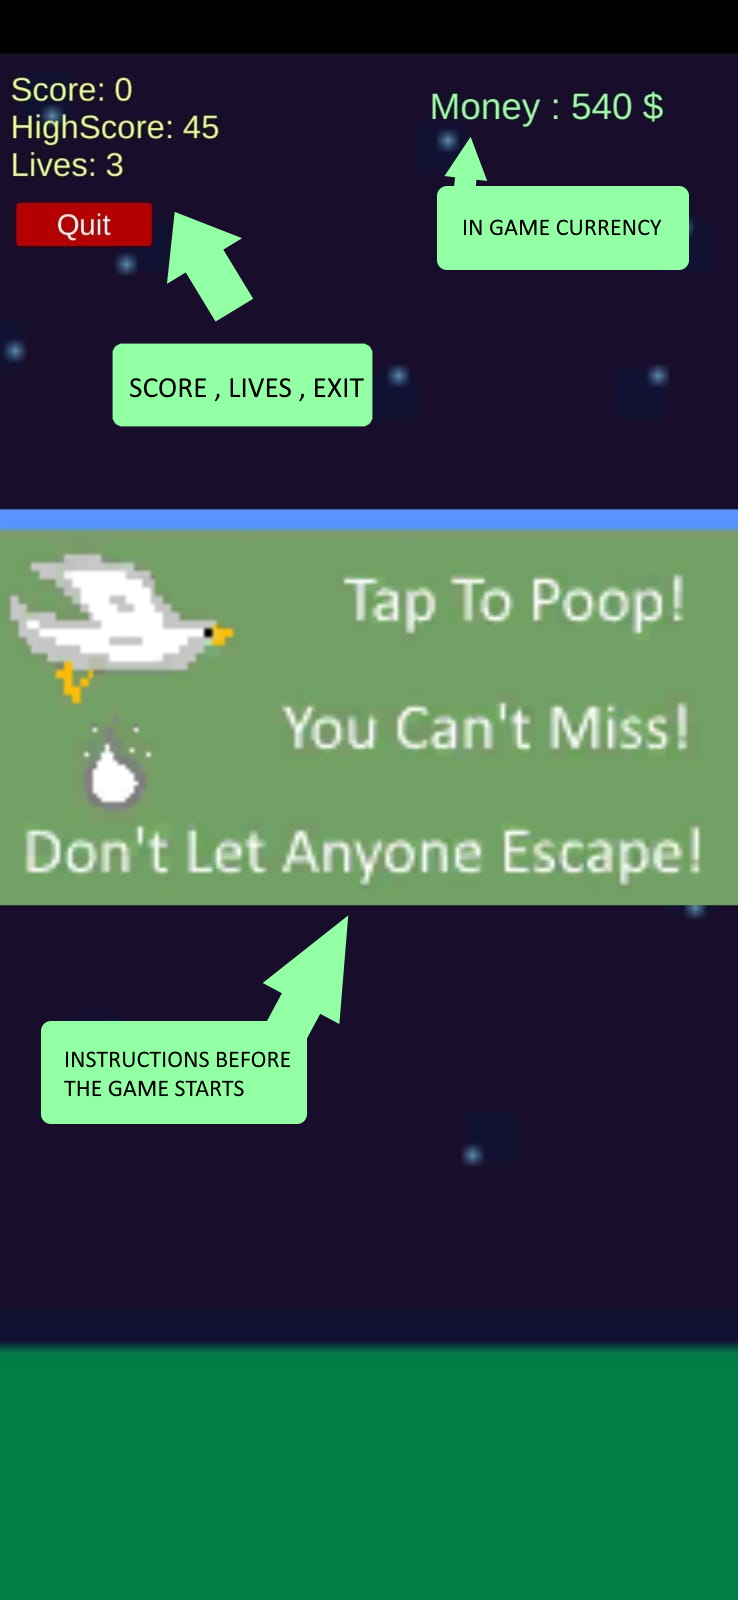 Score: 0
HighScore: 45
Lives: 3
Quit
Money : 540 $
IN GAME CURRENCY
SCORE , LIVES , EXIT
Tap To Poop!
You Can't Miss!
Don't Let Anyone Escape!
INSTRUCTIONS BEFORE
THE GAME STARTS